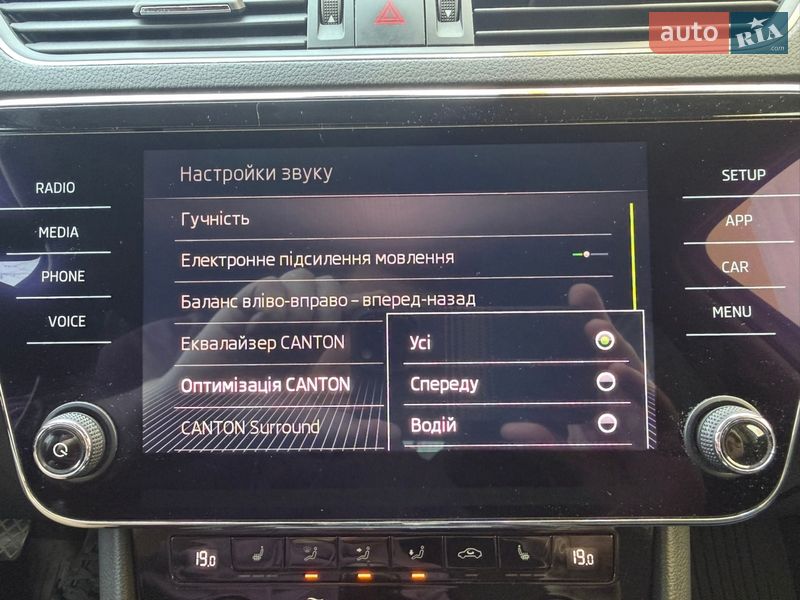 auto RIA .com
Настройки звуку
RADIO
MEDIA
PHONE
VOICE
Гучність
Електронне підсилення мовлення
Баланс вліво-вправо – вперед-назад
Еквалайзер CANTON
Оптимізація CANTON
CANTON Surround
Усі
Спереду
Водій
SETUP
APP
CAR
MENU
19.0
19.0